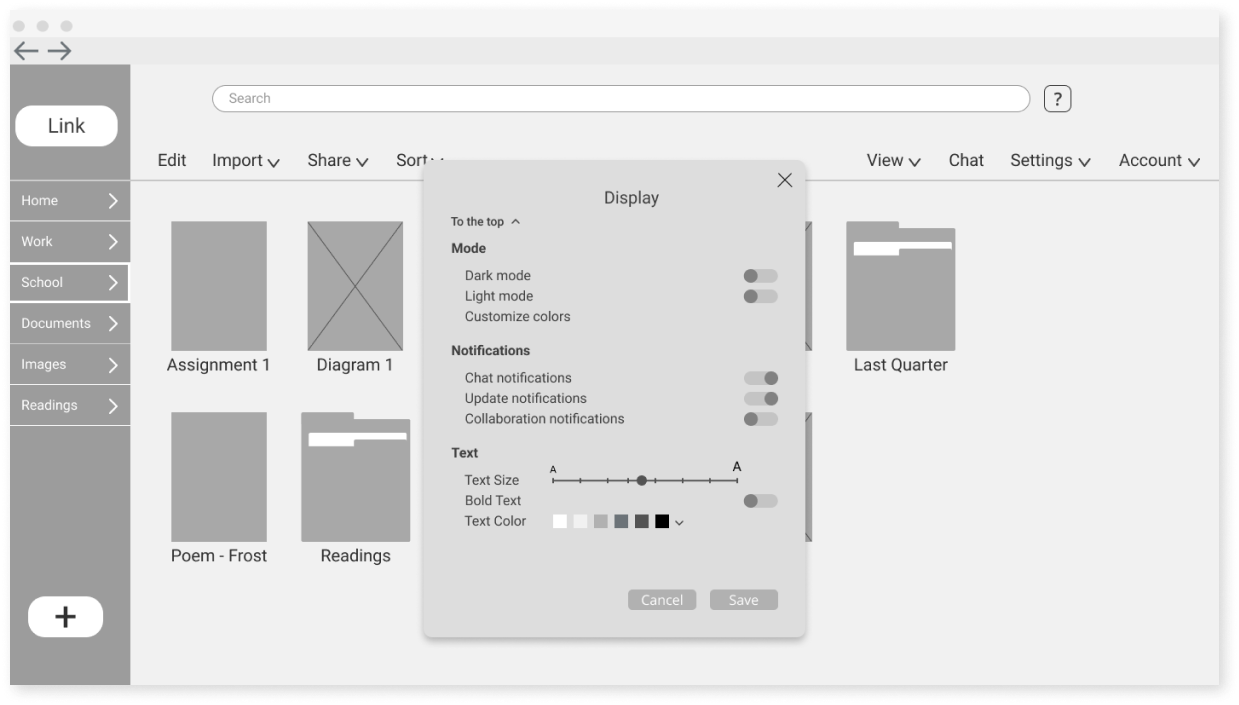 Search
?
Link
Edit Import Share Sort View Chat Settings Account
Display
Home
To the top
Work
Mode
Dark mode
School
Light mode
Customize colors
Documents
Notifications
Images
Assignment 1 Diagram 1 Last Quarter
Chat notifications
Update notifications
Readings
Collaboration notifications
Text
A A
Text Size
Bold Text
Text Color
Poem - Frost Readings
Cancel Save
+